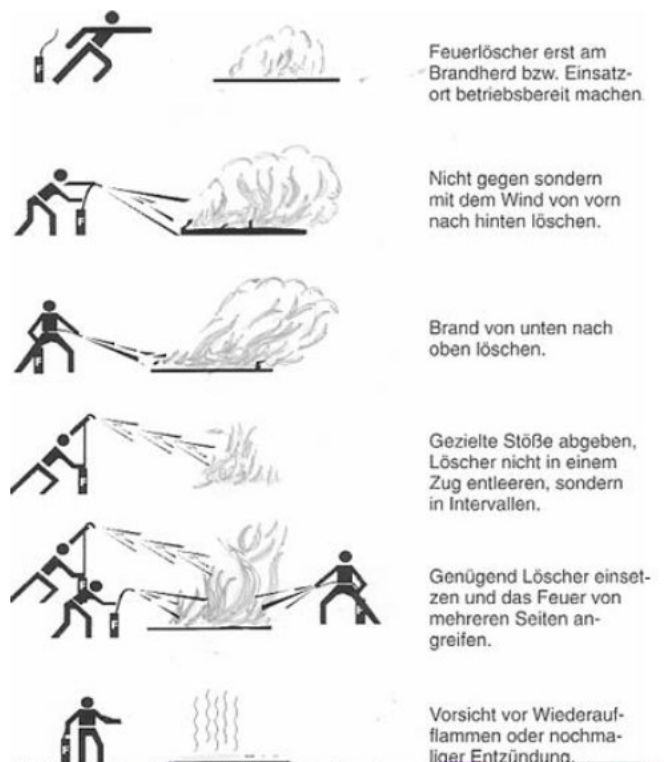 Feuerlöscher erst am
Brandherd bzw. Einsatz-
ort betriebsbereit machen
Nicht gegen sondern
mit dem Wind von vorn
nach hinten löschen.
Brand von unten nach
oben löschen.
Gezielte Stöße abgeben,
Löscher nicht in einem
Zug entleeren, sondern
in Intervallen.
Genügend Löscher einset-
zen und das Feuer von
mehreren Seiten an-
greifen.
Vorsicht vor Wiederauf-
flammen oder nochma-
liger Entzündung.